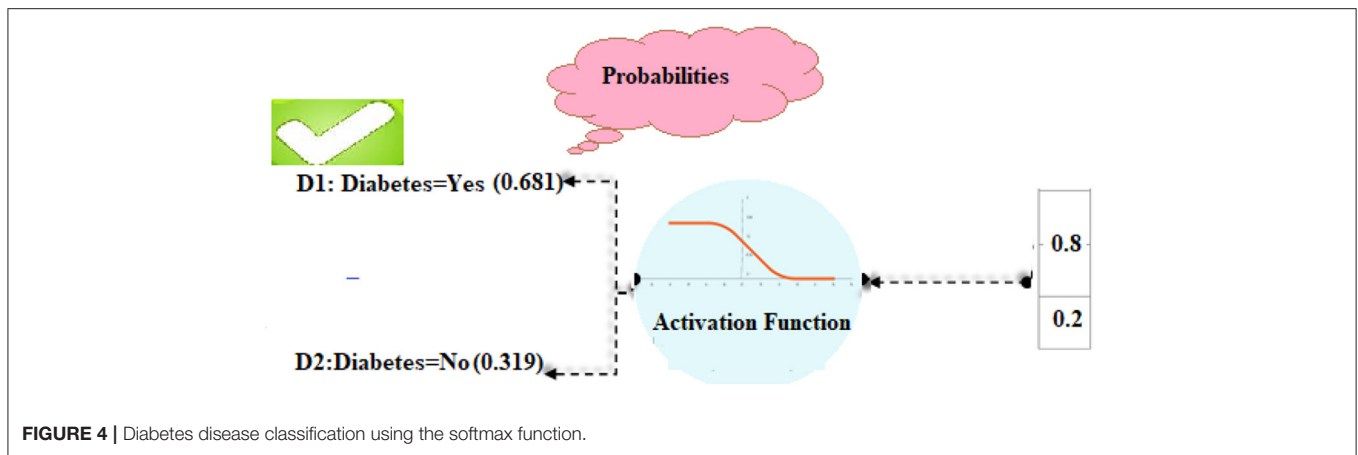 Probabilities
D1: Diabetes=Yes (0.681)
0.8
Activation Function
0.2
D2:Diabetes=No(0.319)
FIGURE 4 | Diabetes disease classification using the softmax function.